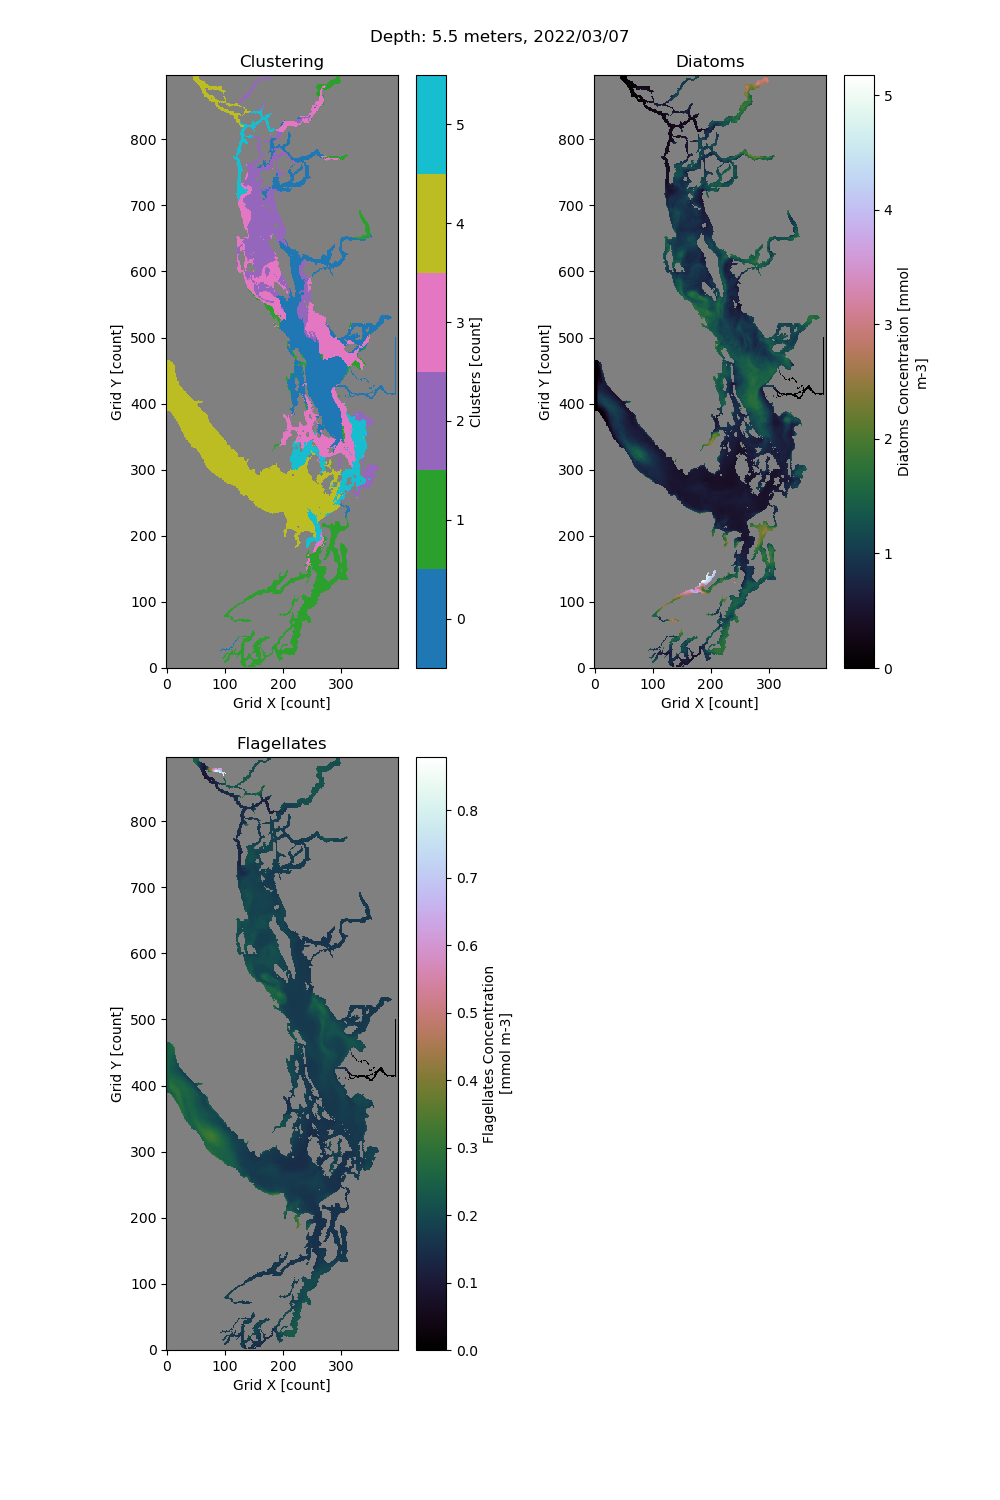 Depth: 5.5 meters, 2022/03/07
Clustering
800
700
600
500
400
300
200
100
0
0 100 200 300
Grid X [count]
Grid Y [count]
5
4
3
2
1
0
Clusters [count]
Diatoms
800
700
600
500
400
300
200
100
0
0 100 200 300
Grid X [count]
Grid Y [count]
5
4
3
2
1
0
Diatoms Concentration [mmol
m-3]
Flagellates
800
700
600
500
400
300
200
100
0
0 100 200 300
Grid X [count]
Grid Y [count]
0.8
0.7
0.6
0.5
0.4
0.3
0.2
0.1
0.0
Flagellates Concentration
[mmol m-3]